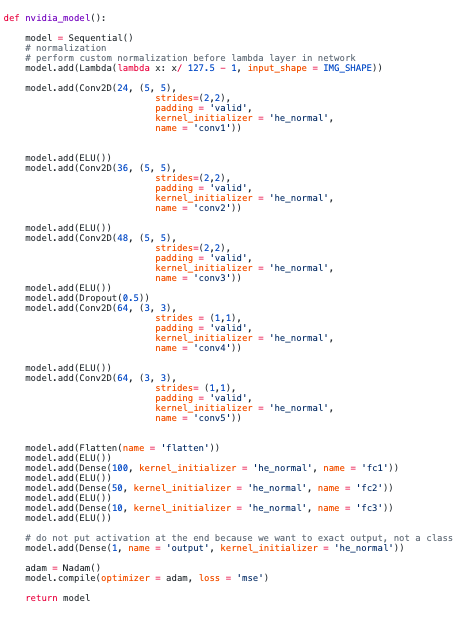 def nvidia_model():
model = Sequential()
# normalization
# perform custom normalization before lambda layer in network
model.add(Lambda(lambda x: x/ 127.5 - 1, input_shape = IMG_SHAPE))
model.add(Conv2D(24, (5, 5),
strides=(2,2),
padding = 'valid',
kernel_initializer = 'he_normal',
name = 'conv1'))
model.add(ELU())
model.add(Conv2D(36, (5, 5),
strides=(2,2),
padding = 'valid',
kernel_initializer = 'he_normal',
name = 'conv2'))
model.add(ELU())
model.add(Conv2D(48, (5, 5),
strides=(2,2),
padding = 'valid',
kernel_initializer = 'he_normal',
name = 'conv3'))
model.add(ELU())
model.add(Dropout(0.5))
model.add(Conv2D(64, (3, 3),
strides = (1,1),
padding = 'valid',
kernel_initializer = 'he_normal',
name = 'conv4'))
model.add(ELU())
model.add(Conv2D(64, (3, 3),
strides= (1,1),
padding = 'valid',
kernel_initializer = 'he_normal',
name = 'conv5'))
model.add(Flatten(name = 'flatten'))
model.add(ELU())
model.add(Dense(100, kernel_initializer = 'he_normal', name = 'fc1'))
model.add(ELU())
model.add(Dense(50, kernel_initializer = 'he_normal', name = 'fc2'))
model.add(ELU())
model.add(Dense(10, kernel_initializer = 'he_normal', name = 'fc3'))
model.add(ELU())
# do not put activation at the end because we want to exact output, not a class
model.add(Dense(1, name = 'output', kernel_initializer = 'he_normal'))
adam = Nadam()
model.compile(optimizer = adam, loss = 'mse')
return model